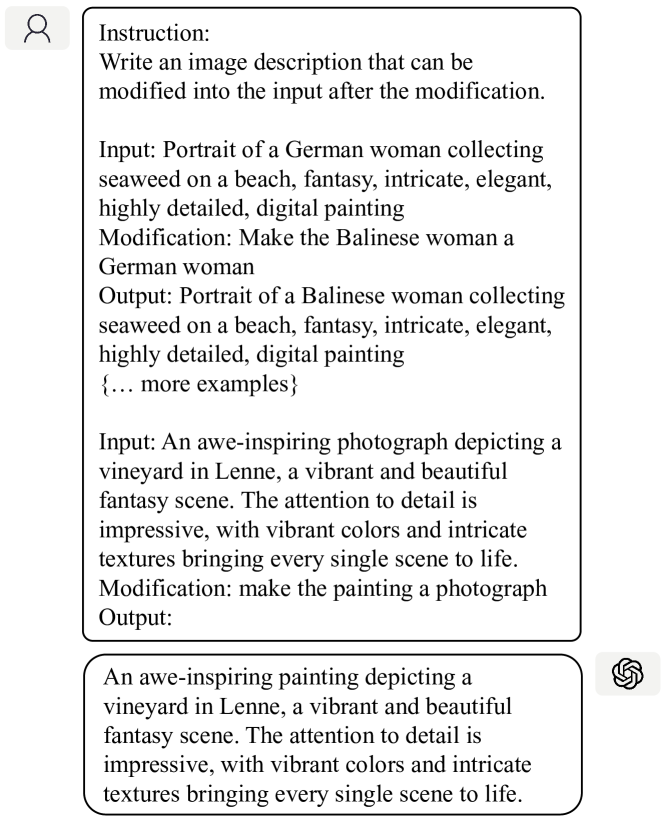 Instruction:
Write an image description that can be
modified into the input after the modification.
Input: Portrait of a German woman collecting
seaweed on a beach, fantasy, intricate, elegant,
highly detailed, digital painting
Modification: Make the Balinese woman a
German woman
Output: Portrait of a Balinese woman collecting
seaweed on a beach, fantasy, intricate, elegant,
highly detailed, digital painting
{… more examples}
Input: An awe-inspiring photograph depicting a
vineyard in Lenne, a vibrant and beautiful
fantasy scene. The attention to detail is
impressive, with vibrant colors and intricate
textures bringing every single scene to life.
Modification: make the painting a photograph
Output:
An awe-inspiring painting depicting a
vineyard in Lenne, a vibrant and beautiful
fantasy scene. The attention to detail is
impressive, with vibrant colors and intricate
textures bringing every single scene to life.